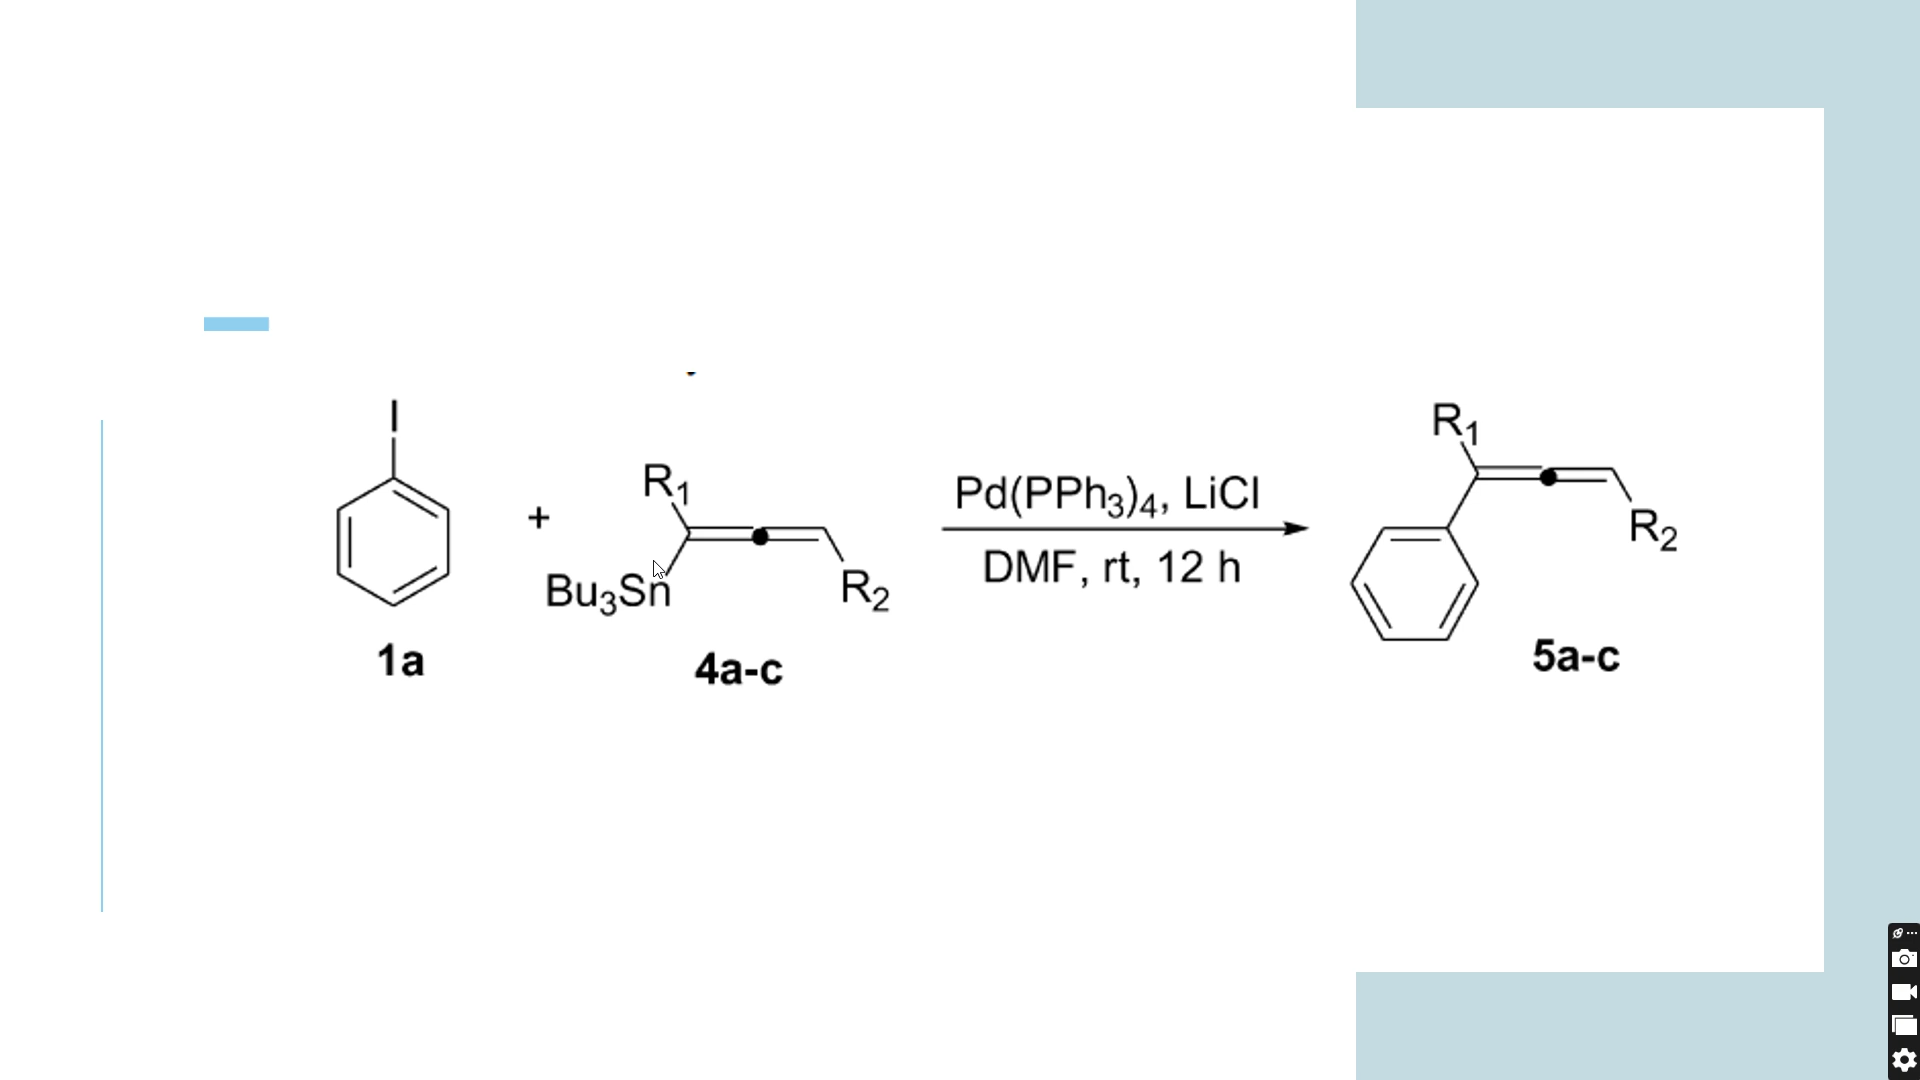 I
R₁
+
Bu₃Sn
R₂
1a
4a-c
Pd(PPh₃)₄, LiCl
DMF, rt, 12 h
R₁
R₂
5a-c